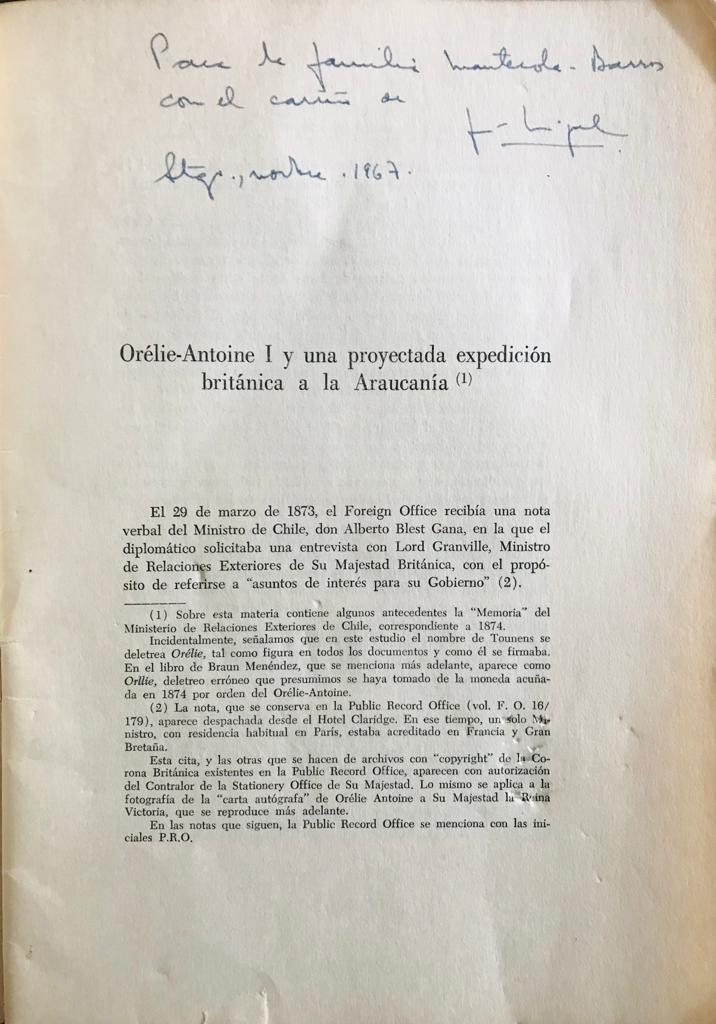 Para la familia Manterola-Barros
con el cariño de
Stgo., novbre .1967.
Orélie-Antoine I y una proyectada expedición
británica a la Araucanía (1)
El 29 de marzo de 1873, el Foreign Office recibía una nota
verbal del Ministro de Chile, don Alberto Blest Gana, en la que el
diplomático solicitaba una entrevista con Lord Granville, Ministro
de Relaciones Exteriores de Su Majestad Británica, con el propó-
sito de referirse a "asuntos de interés para su Gobierno" (2).
(1) Sobre esta materia contiene algunos antecedentes la "Memoria" del
Ministerio de Relaciones Exteriores de Chile, correspondiente a 1874.
Incidentalmente, señalamos que en este estudio el nombre de Tounens se
deletrea Orélie, tal como figura en todos los documentos y como él se firmaba.
En el libro de Braun Menéndez, que se menciona más adelante, aparece como
Orllie, deletreo erróneo que presumimos se haya tomado de la moneda acuña-
da en 1874 por orden del Orélie-Antoine.
(2) La nota, que se conserva en la Public Record Office (vol. F. O. 16/
179), aparece despachada desde el Hotel Claridge. En ese tiempo, un solo Mi-
nistro, con residencia habitual en París, estaba acreditado en Francia y Gran
Bretaña.
Esta cita, y las otras que se hacen de archivos con "copyright" de la Co-
rona Británica existentes en la Public Record Office, aparecen con autorización
del Contralor de la Stationery Office de Su Majestad. Lo mismo se aplica a la
fotografía de la "carta autógrafa" de Orélie Antoine a Su Majestad la Reina
Victoria, que se reproduce más adelante.
En las notas que siguen, la Public Record Office se menciona con las ini-
ciales P.R.O.